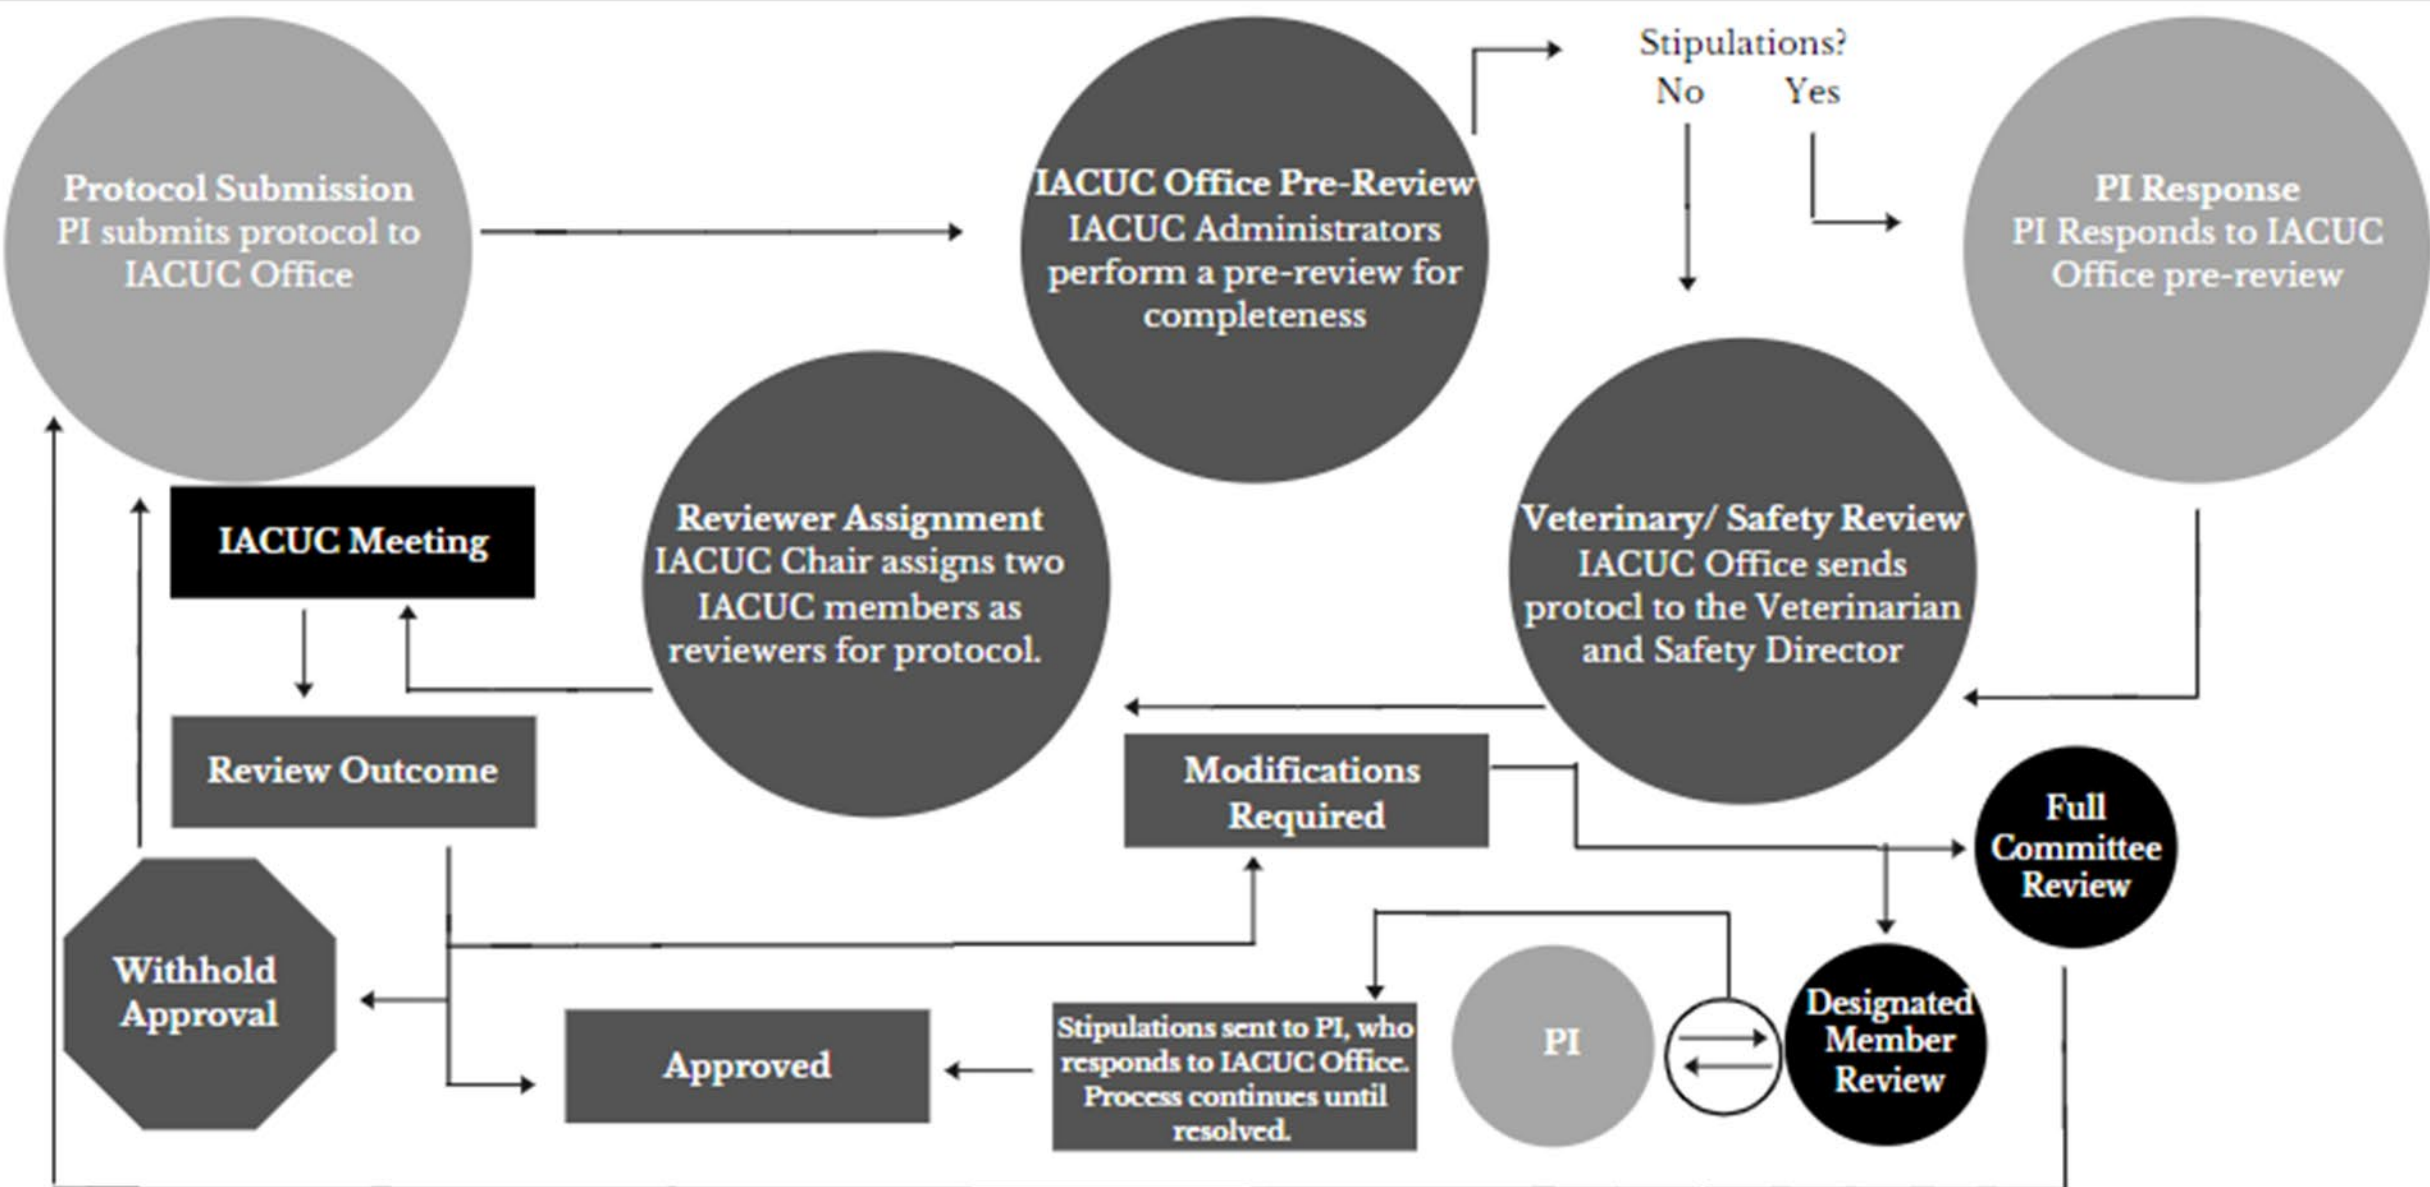 Protocol Submission
PI submits protocol to
IACUC Office
IACUC Office Pre-Review
IACUC Administrators
perform a pre-review for
completeness
Stipulations?
No Yes
PI Response
PI Responds to IACUC
Office pre-review
Veterinary/ Safety Review
IACUC Office sends
protocl to the Veterinarian
and Safety Director
Reviewer Assignment
IACUC Chair assigns two
IACUC members as
reviewers for protocol.
IACUC Meeting
Review Outcome
Withhold
Approval
Approved
Modifications
Required
Full
Committee
Review
Designated
Member
Review
PI
Stipulations sent to PI, who
responds to IACUC Office.
Process continues until
resolved.